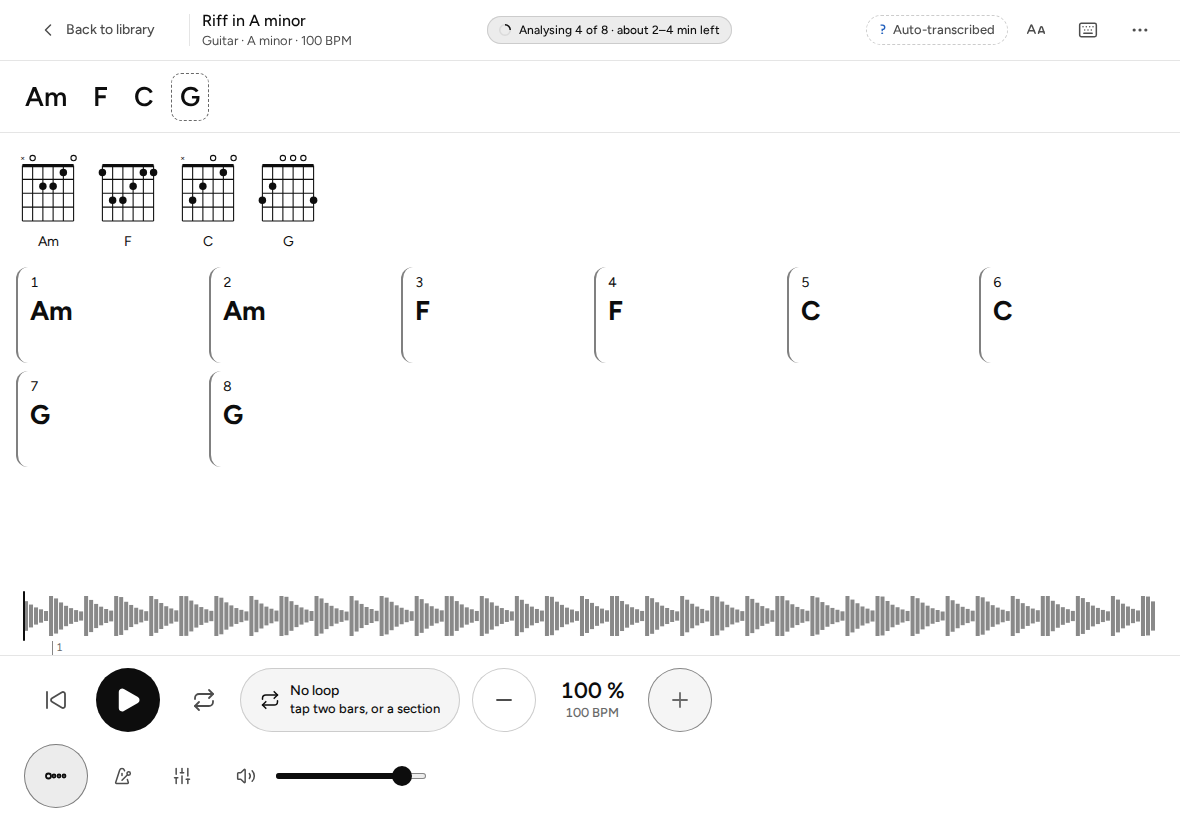 Back to library
Riff in A minor
Guitar · A minor · 100 BPM
Analysing 4 of 8 · about 2–4 min left
? Auto-transcribed
AA
Am F C G
Am F C G
1 2 3 4 5 6
Am Am F F C C
7 8
G G
1
No loop
tap two bars, or a section
100 %
100 BPM